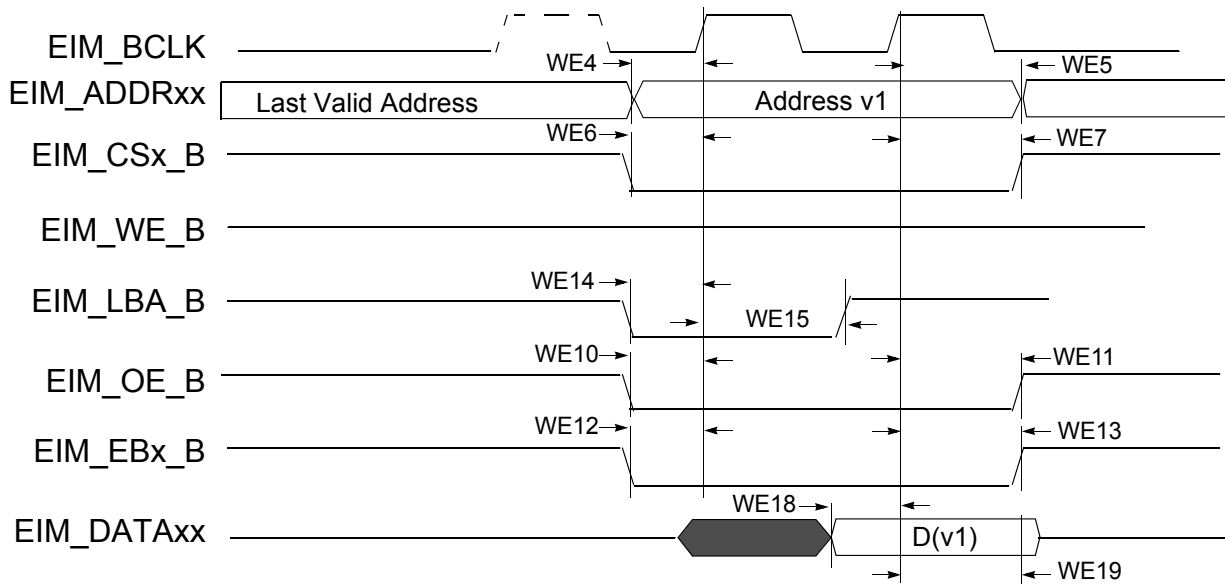 EIM_BCLK
WE4
WE5
EIM_ADDRxx
Last Valid Address
Address v1
WE6
WE7
EIM_CSx_B
EIM_WE_B
WE14
EIM_LBA_B
WE15
WE10
WE11
EIM_OE_B
WE12
WE13
EIM_EBx_B
WE18
EIM_DATAxx
D(v1)
WE19